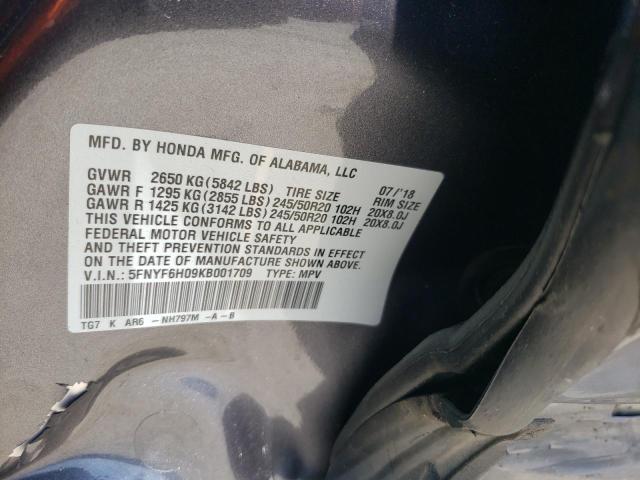 MFD. BY HONDA MFG. OF ALABAMA, LLC
GVWR 2650 KG (5842 LBS) TIRE SIZE 07/'18 RIM SIZE
GAWR F 1295 KG (2855 LBS) 245/50R20 102H 20X8.0J
GAWR R 1425 KG (3142 LBS) 245/50R20 102H 20X8.0J
THIS VEHICLE CONFORMS TO ALL APPLICABLE
FEDERAL MOTOR VEHICLE SAFETY
AND THEFT PREVENTION STANDARDS IN EFFECT
ON THE DATE OF MANUFACTURE SHOWN ABOVE.
V.I.N.: 5FNYF6H09KB001709 TYPE: MPV
TG7 K AR6 -NH797M -A-B